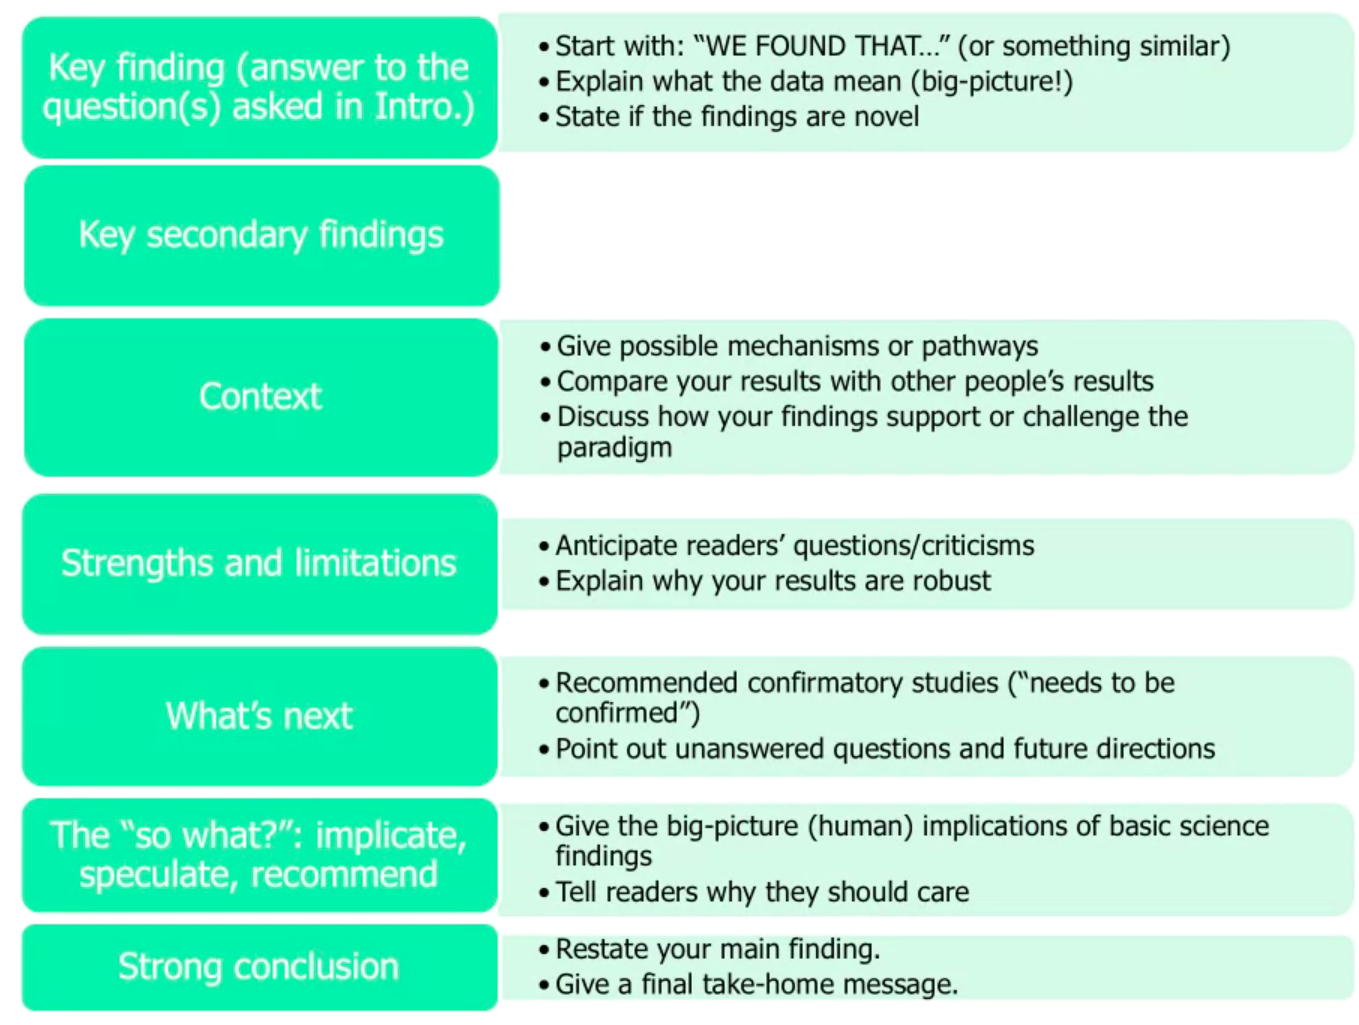 Key finding (answer to the
question(s) asked in Intro.)
• Start with: “WE FOUND THAT…” (or something similar)
• Explain what the data mean (big-picture!)
• State if the findings are novel
Key secondary findings
Context
• Give possible mechanisms or pathways
• Compare your results with other people’s results
• Discuss how your findings support or challenge the
paradigm
Strengths and limitations
• Anticipate readers’ questions/criticisms
• Explain why your results are robust
What’s next
• Recommended confirmatory studies (“needs to be
confirmed”)
• Point out unanswered questions and future directions
The “so what?”: implicate,
speculate, recommend
• Give the big-picture (human) implications of basic science
findings
• Tell readers why they should care
Strong conclusion
• Restate your main finding.
• Give a final take-home message.